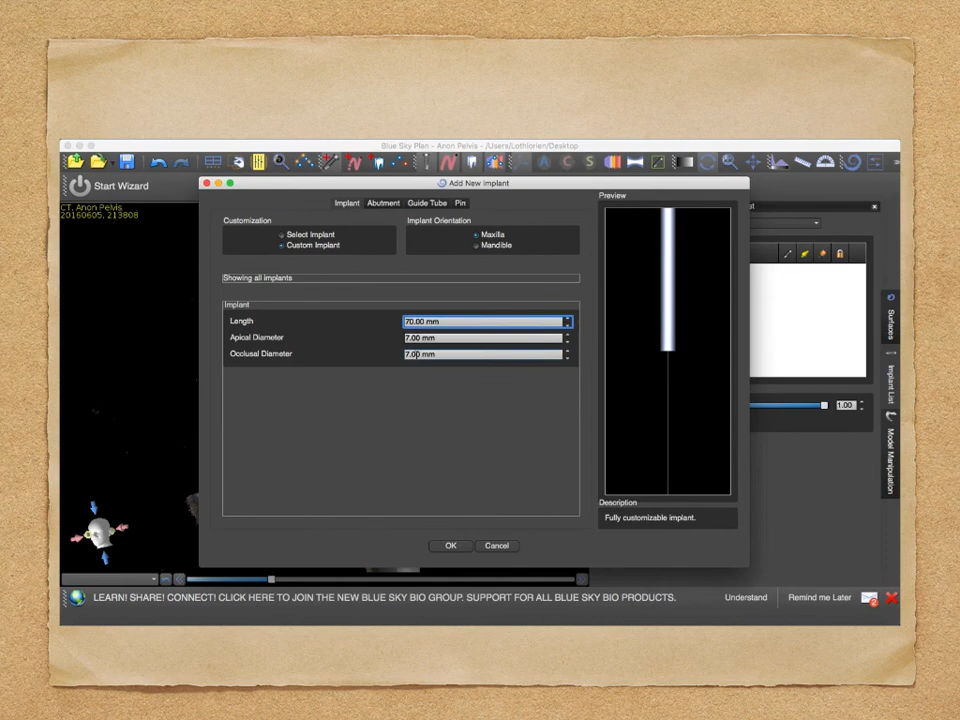 Blue Sky Plan - Anon Pelvis - /Users/Lothlorien/Desktop
Start Wizard
Add New Implant
CT, Anon Pelvis
20160605, 213808
Implant Abutment Guide Tube Pin
Preview
Customization
Implant Orientation
Select Implant
Maxilla
Custom Implant
Mandible
Showing all implants
Implant
Length 70.00 mm
Apical Diameter 7.00 mm
Occlusal Diameter 7.00 mm
Surfaces
Implant List
Model Manipulation
1.00
Description
Fully customizable implant.
OK Cancel
LEARN! SHARE! CONNECT! CLICK HERE TO JOIN THE NEW BLUE SKY BIO GROUP. SUPPORT FOR ALL BLUE SKY BIO PRODUCTS.
Understand Remind me Later